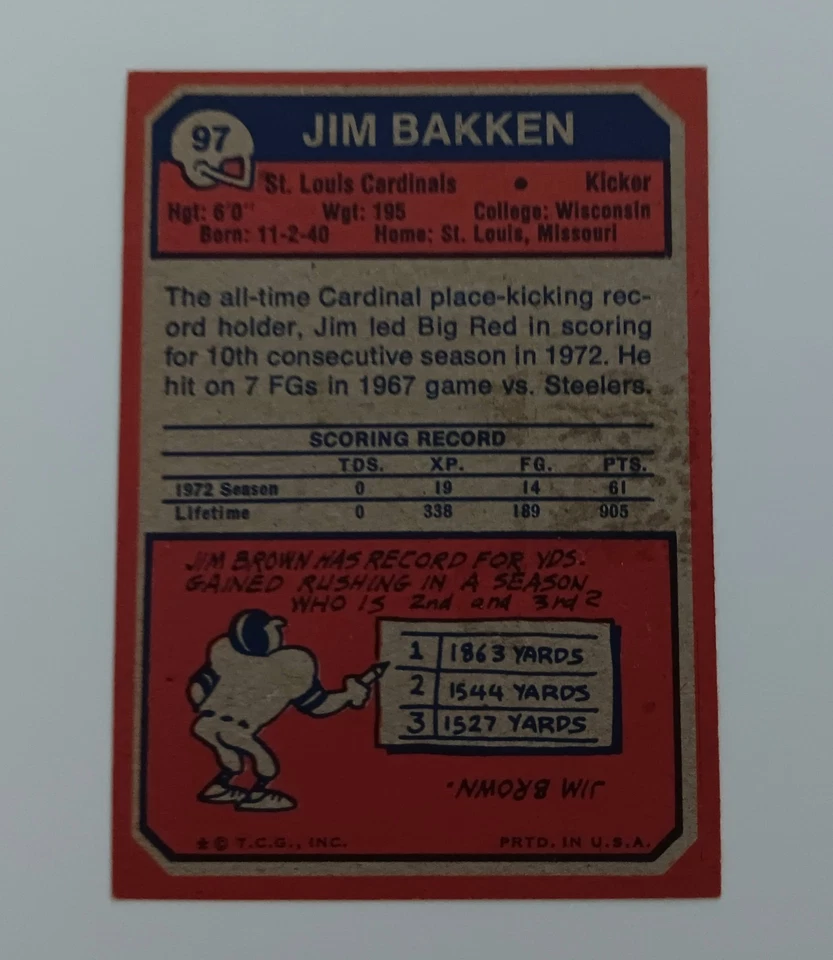 97
JIM BAKKEN
St. Louis Cardinals • Kicker
Hgt: 6'0" Wgt: 195 College: Wisconsin
Born: 11-2-40 Home: St. Louis, Missouri
The all-time Cardinal place-kicking rec-
ord holder, Jim led Big Red in scoring
for 10th consecutive season in 1972. He
hit on 7 FGs in 1967 game vs. Steelers.
SCORING RECORD
TDS. XP. FG. PTS.
1972 Season 0 19 14 61
Lifetime 0 338 189 905
JIM BROWN HAS RECORD FOR YDS.
GAINED RUSHING IN A SEASON
WHO IS 2nd and 3rd?
1 1863 YARDS
2 1544 YARDS
3 1527 YARDS
JIM BROWN.
* © T.C.G., INC. PRTD. IN U.S.A.